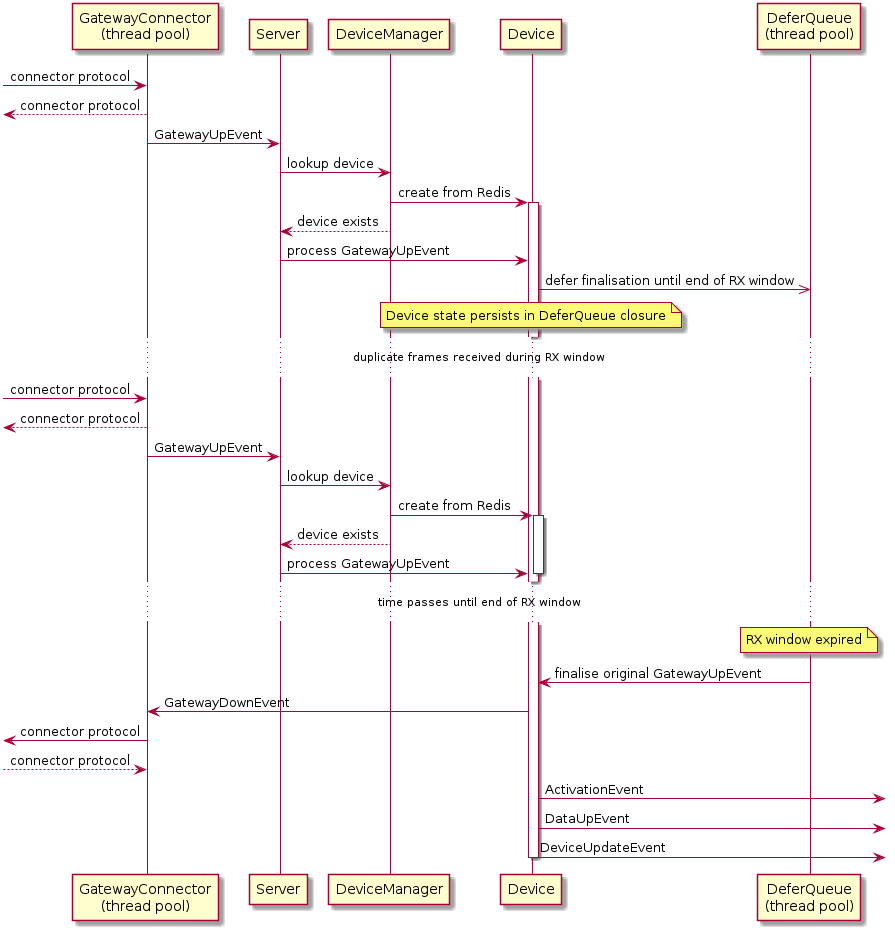 GatewayConnector
(thread pool)
Server
DeviceManager
Device
DeferQueue
(thread pool)
connector protocol
connector protocol
GatewayUpEvent
lookup device
create from Redis
device exists
process GatewayUpEvent
defer finalisation until end of RX window
Device state persists in DeferQueue closure
duplicate frames received during RX window
connector protocol
connector protocol
GatewayUpEvent
lookup device
create from Redis
device exists
process GatewayUpEvent
time passes until end of RX window
RX window expired
finalise original GatewayUpEvent
GatewayDownEvent
connector protocol
connector protocol
ActivationEvent
DataUpEvent
DeviceUpdateEvent
GatewayConnector
(thread pool)
Server
DeviceManager
Device
DeferQueue
(thread pool)